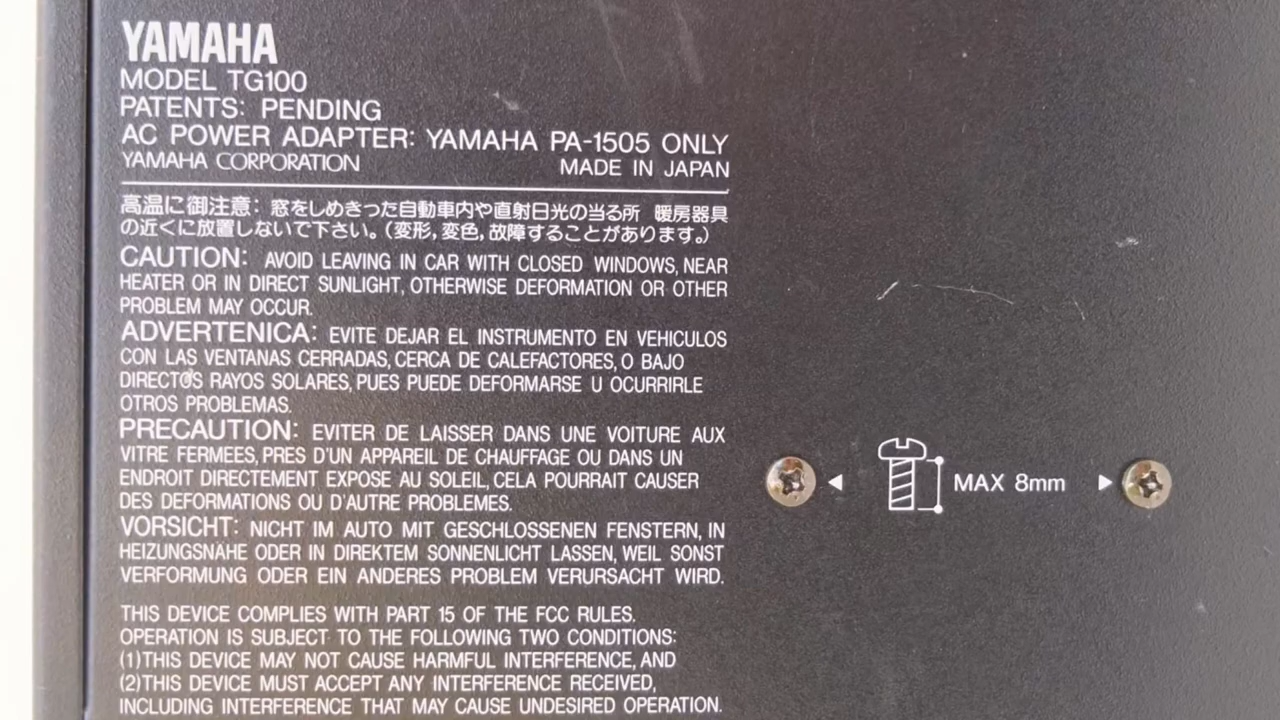 YAMAHA
MODEL TG100
PATENTS: PENDING
AC POWER ADAPTER: YAMAHA PA-1505 ONLY
YAMAHA CORPORATION MADE IN JAPAN
高温に御注意: 窓をしめきった自動車内や直射日光の当る所 暖房器具
の近くに放置しないで下さい。(変形,変色,故障することがあります。)
CAUTION: AVOID LEAVING IN CAR WITH CLOSED WINDOWS, NEAR
HEATER OR IN DIRECT SUNLIGHT, OTHERWISE DEFORMATION OR OTHER
PROBLEM MAY OCCUR.
ADVERTENICA: EVITE DEJAR EL INSTRUMENTO EN VEHICULOS
CON LAS VENTANAS CERRADAS, CERCA DE CALEFACTORES, O BAJO
DIRECTOS RAYOS SOLARES, PUES PUEDE DEFORMARSE U OCURRIRLE
OTROS PROBLEMAS.
PRECAUTION: EVITER DE LAISSER DANS UNE VOITURE AUX
VITRE FERMEES, PRES D'UN APPAREIL DE CHAUFFAGE OU DANS UN
ENDROIT DIRECTEMENT EXPOSE AU SOLEIL, CELA POURRAIT CAUSER
DES DEFORMATIONS OU D'AUTRE PROBLEMES.
VORSICHT: NICHT IM AUTO MIT GESCHLOSSENEN FENSTERN, IN
HEIZUNGSNÄHE ODER IN DIREKTEM SONNENLICHT LASSEN, WEIL SONST
VERFORMUNG ODER EIN ANDERES PROBLEM VERURSACHT WIRD.
THIS DEVICE COMPLIES WITH PART 15 OF THE FCC RULES.
OPERATION IS SUBJECT TO THE FOLLOWING TWO CONDITIONS:
(1)THIS DEVICE MAY NOT CAUSE HARMFUL INTERFERENCE, AND
(2)THIS DEVICE MUST ACCEPT ANY INTERFERENCE RECEIVED,
INCLUDING INTERFERENCE THAT MAY CAUSE UNDESIRED OPERATION.
MAX 8mm